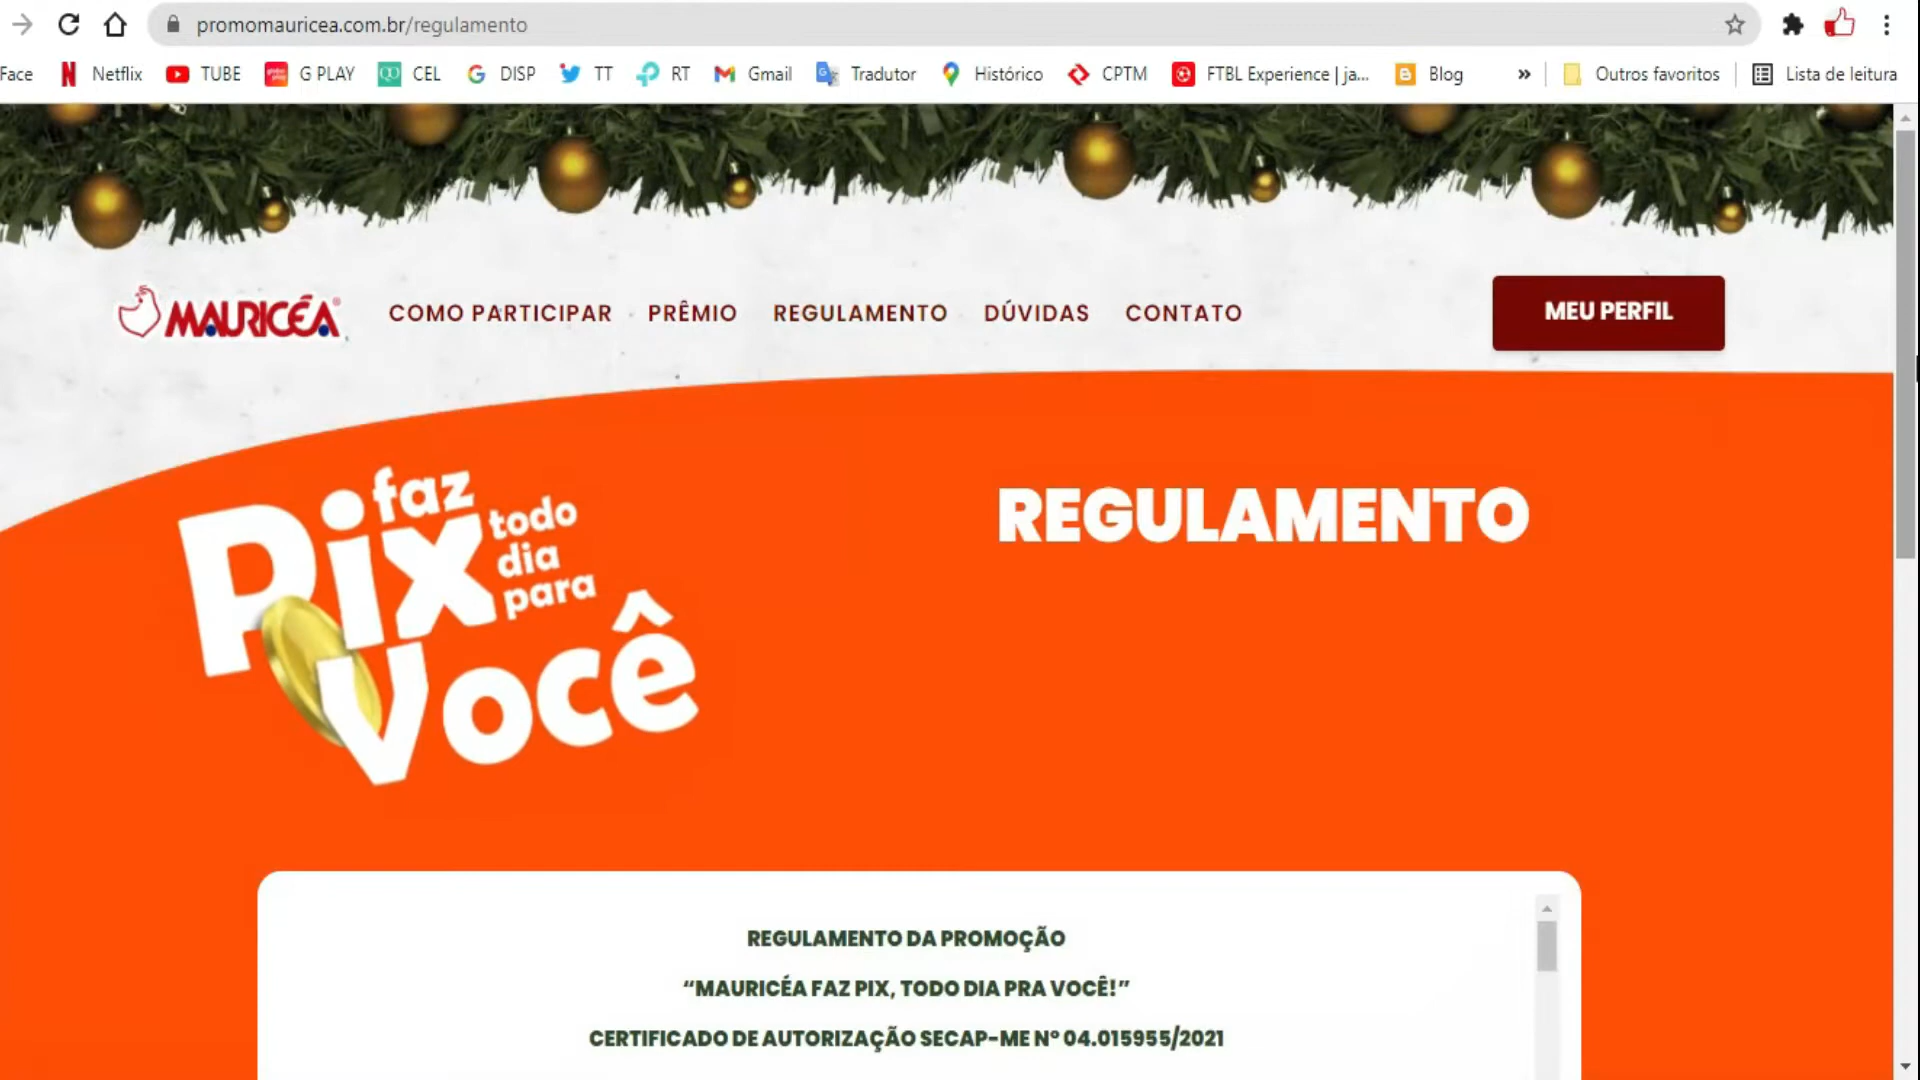 promomauricea.com.br/regulamento
Face Netflix TUBE G PLAY CEL DISP TT RT Gmail Tradutor Histórico CPTM FTBL Experience | ja... Blog » Outros favoritos Lista de leitura
MAURICÉA COMO PARTICIPAR PRÊMIO REGULAMENTO DÚVIDAS CONTATO MEU PERFIL
faz
Pix todo
dia
para
Você
REGULAMENTO
REGULAMENTO DA PROMOÇÃO
“MAURICÉA FAZ PIX, TODO DIA PRA VOCÊ!”
CERTIFICADO DE AUTORIZAÇÃO SECAP-ME Nº 04.015955/2021